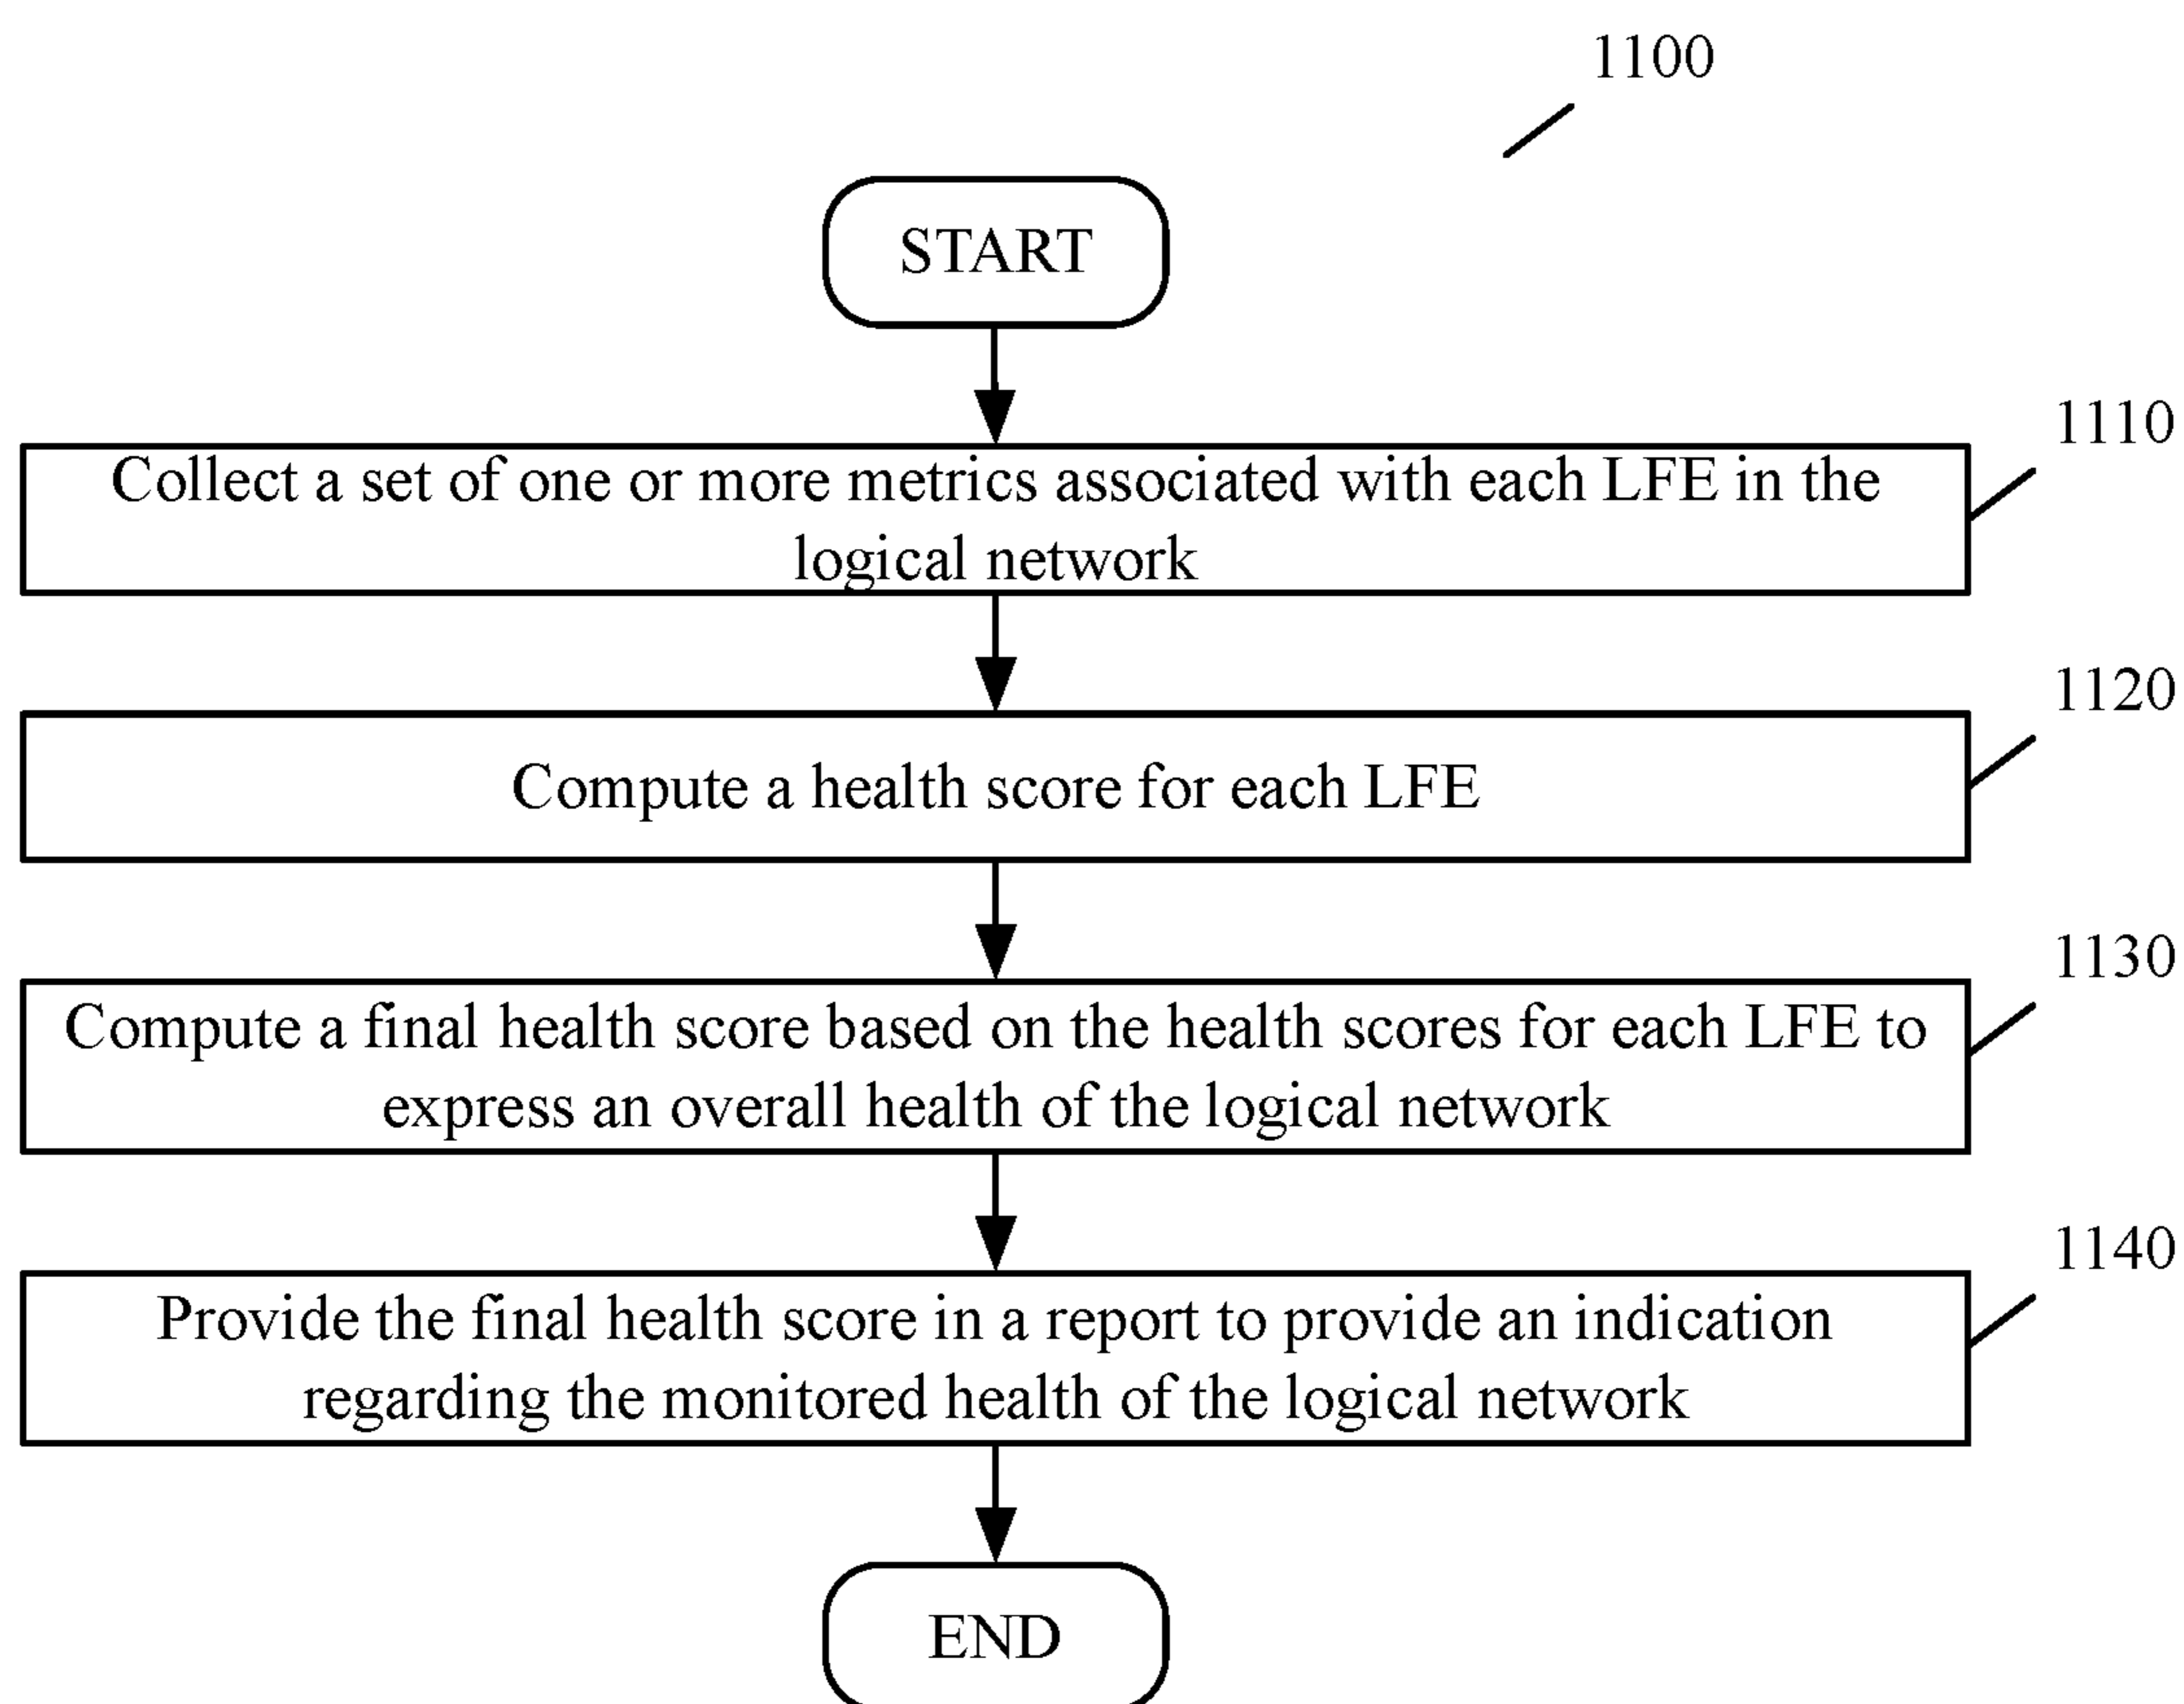 1100
START
1110
Collect a set of one or more metrics associated with each LFE in the
logical network
1120
Compute a health score for each LFE
1130
Compute a final health score based on the health scores for each LFE to
express an overall health of the logical network
1140
Provide the final health score in a report to provide an indication
regarding the monitored health of the logical network
END